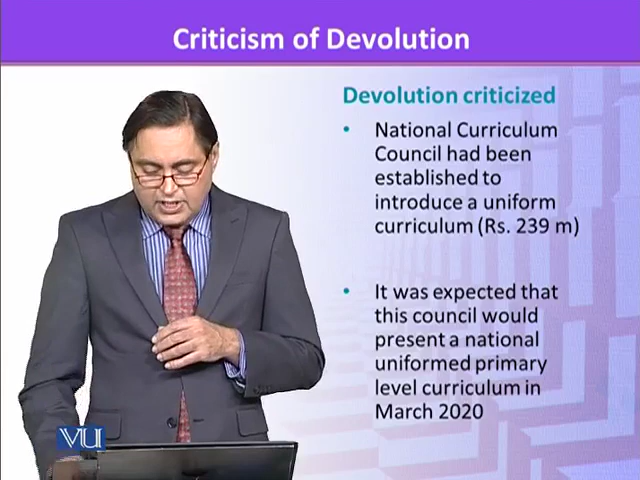 Criticism of Devolution
Devolution criticized
• National Curriculum
Council had been
established to
introduce a uniform
curriculum (Rs. 239 m)
• It was expected that
this council would
present a national
uniformed primary
level curriculum in
March 2020
VU